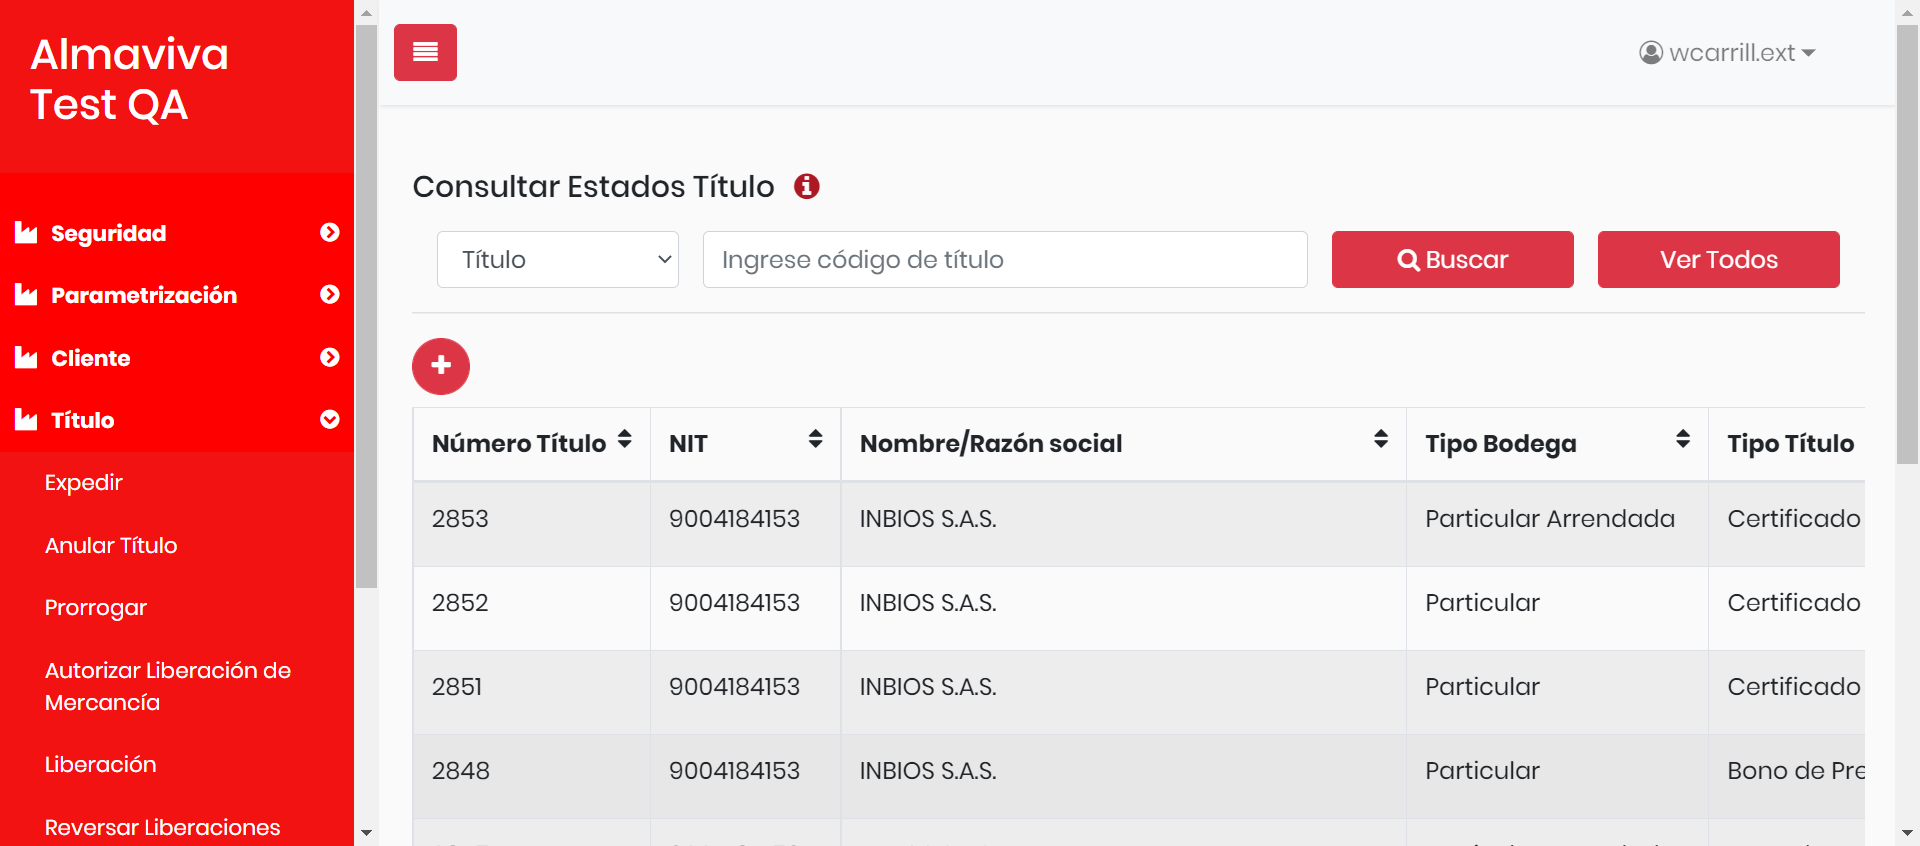 Almaviva
Test QA
wcarrill.ext
Seguridad
Parametrización
Cliente
Título
Expedir
Anular Título
Prorrogar
Autorizar Liberación de
Mercancía
Liberación
Reversar Liberaciones
Consultar Estados Título
Título
Ingrese código de título
Buscar
Ver Todos
Número Título NIT Nombre/Razón social Tipo Bodega Tipo Título
2853 9004184153 INBIOS S.A.S. Particular Arrendada Certificado
2852 9004184153 INBIOS S.A.S. Particular Certificado
2851 9004184153 INBIOS S.A.S. Particular Certificado
2848 9004184153 INBIOS S.A.S. Particular Bono de Pre